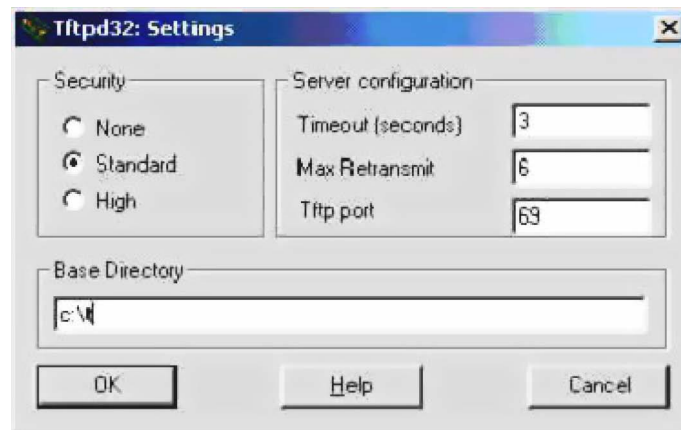 Tftpd32: Settings
Security
None
Standard
High
Server configuration
Timeout (seconds)
3
Max Retransmit
6
Tftp port
69
Base Directory
OK
Help
Cancel